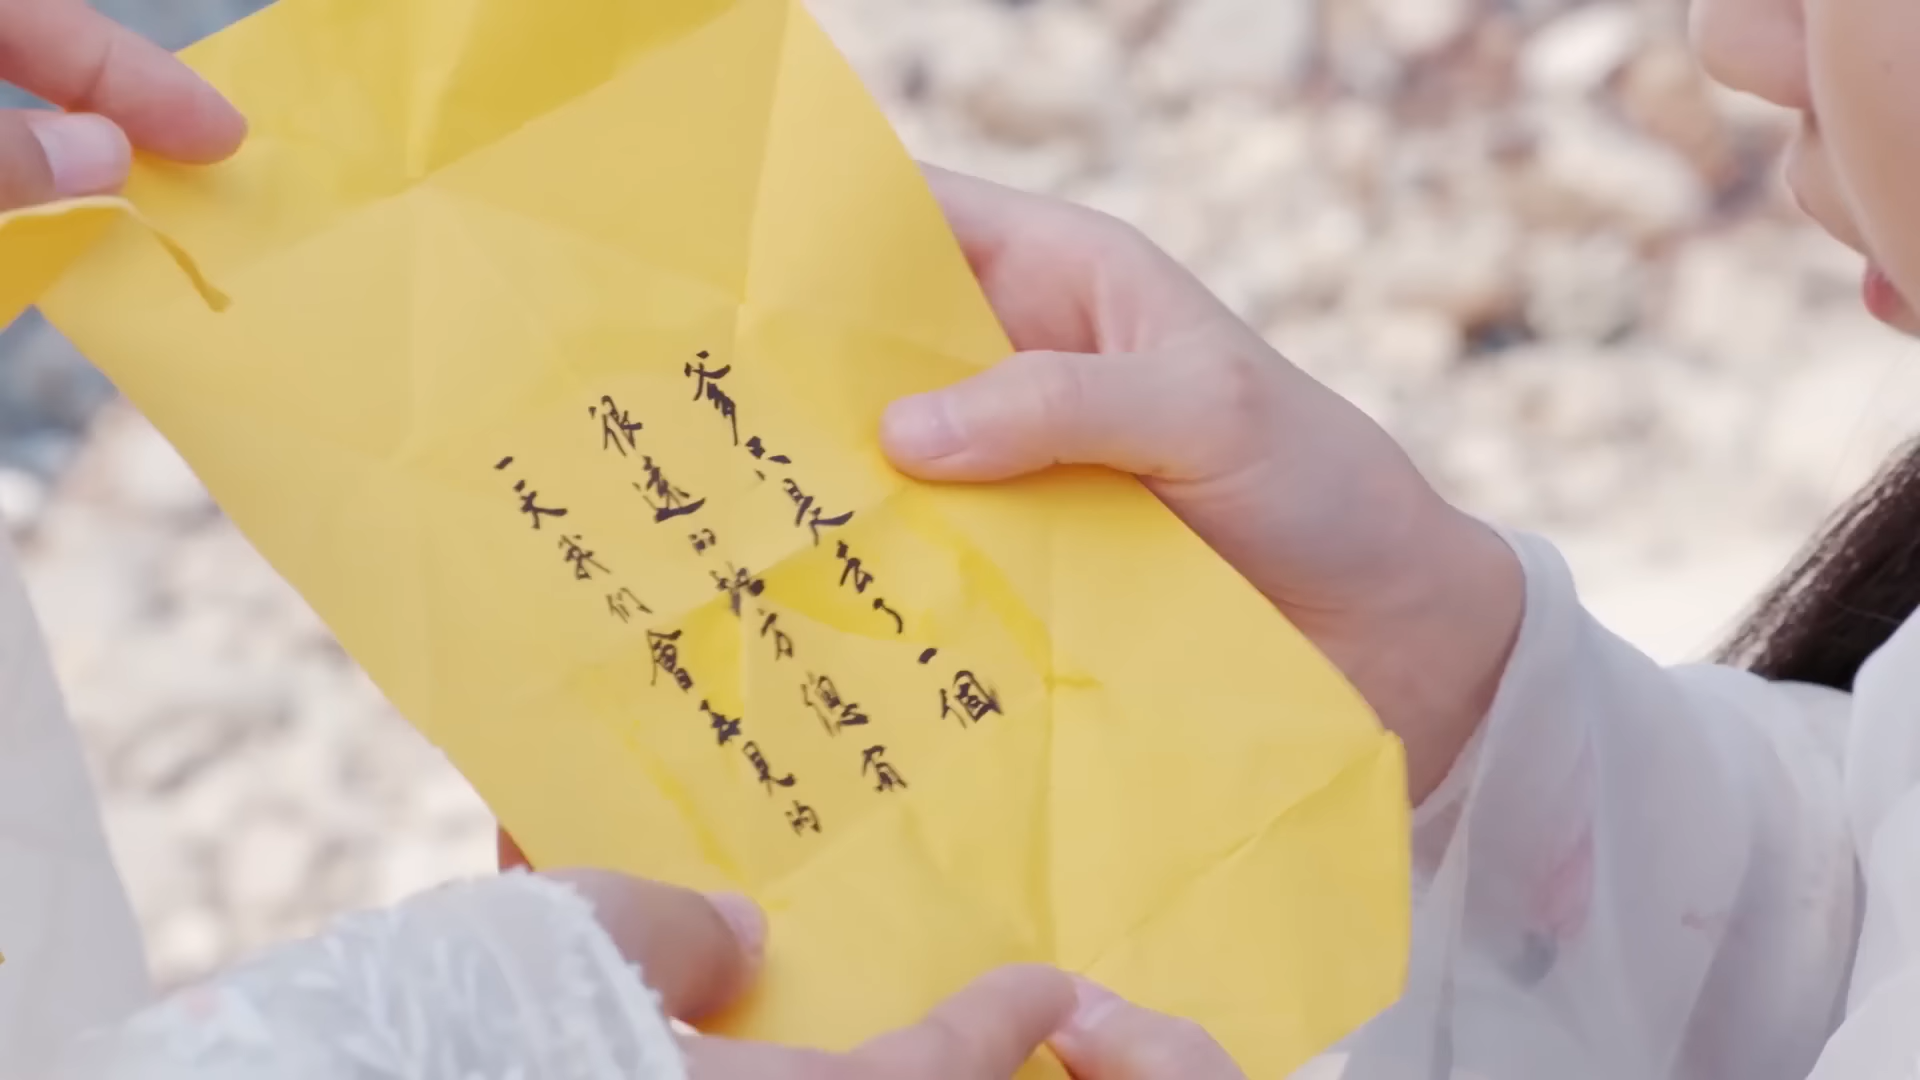 爹只是去了一個
很遠的地方總有
一天我們會再見的